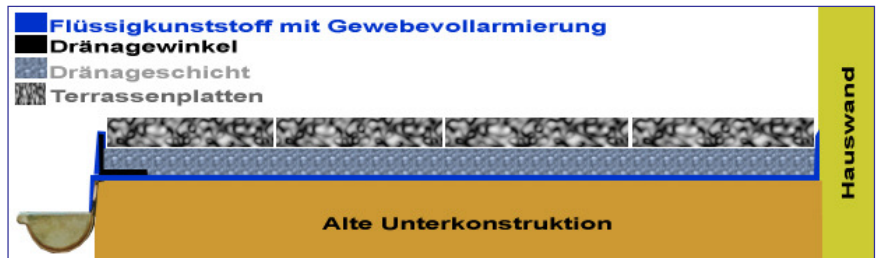 Flüssigkunststoff mit Gewebevollarmierung
Dränagewinkel
Dränageschicht
Terrassenplatten
Hauswand
Alte Unterkonstruktion